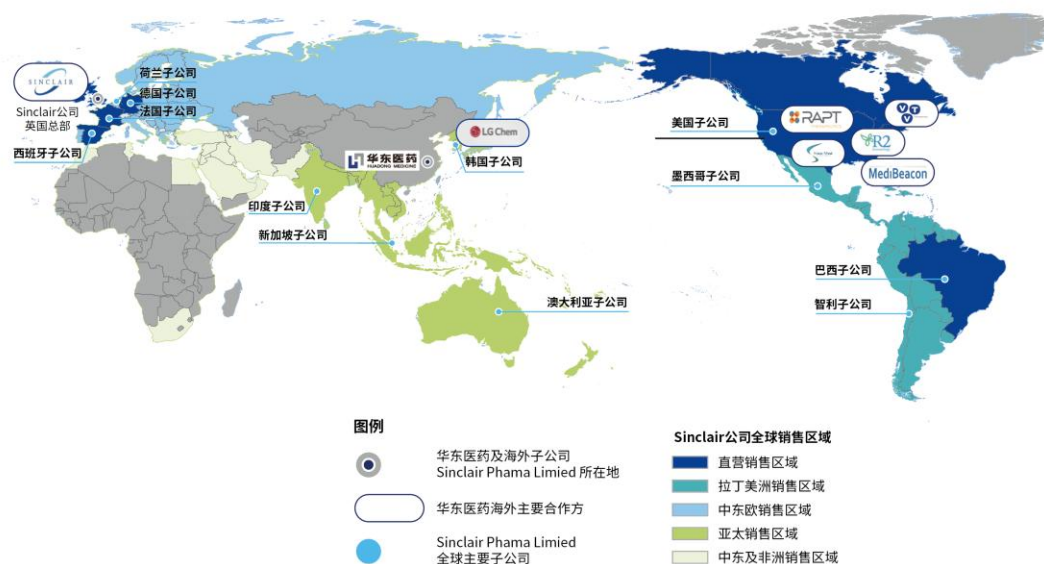 SINCLAIR
Sinclair公司
英国总部
荷兰子公司
德国子公司
法国子公司
西班牙子公司
华东医药
HUADONG MEDICINE
LG Chem
韩国子公司
印度子公司
新加坡子公司
澳大利亚子公司
美国子公司
RAPT
VTV
R2
MediBeacon
墨西哥子公司
巴西子公司
智利子公司
图例
华东医药及海外子公司
Sinclair Phama Limied 所在地
华东医药海外主要合作方
Sinclair Phama Limied
全球主要子公司
Sinclair公司全球销售区域
直营销售区域
拉丁美洲销售区域
中东欧销售区域
亚太销售区域
中东及非洲销售区域